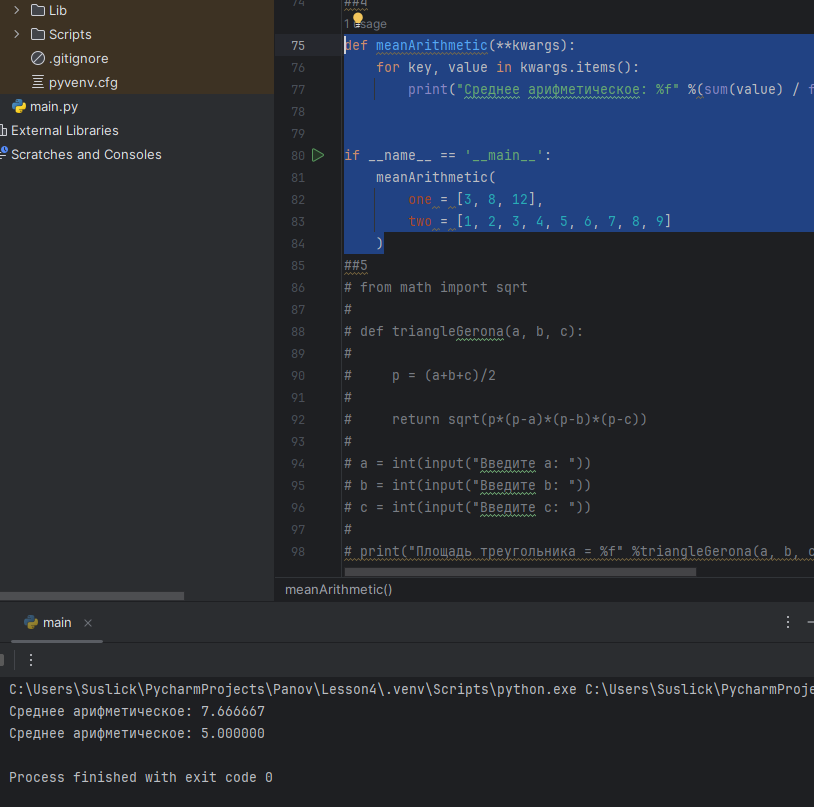 Lib
Scripts
.gitignore
pyvenv.cfg
main.py
External Libraries
Scratches and Consoles
74 ##4
1 usage
75 def meanArithmetic(**kwargs):
76 for key, value in kwargs.items():
77 print("Среднее арифметическое: %f" %(sum(value) / f
78
79
80 if __name__ == '__main__':
81 meanArithmetic(
82 one = [3, 8, 12],
83 two = [1, 2, 3, 4, 5, 6, 7, 8, 9]
84 )
85 ##5
86 # from math import sqrt
87 #
88 # def triangleGerona(a, b, c):
89 #
90 # p = (a+b+c)/2
91 #
92 # return sqrt(p*(p-a)*(p-b)*(p-c))
93 #
94 # a = int(input("Введите a: "))
95 # b = int(input("Введите b: "))
96 # c = int(input("Введите c: "))
97 #
98 # print("Площадь треугольника = %f" %triangleGerona(a, b, c
meanArithmetic()
main
C:\Users\Suslick\PycharmProjects\Panov\Lesson4\.venv\Scripts\python.exe C:\Users\Suslick\PycharmProje
Среднее арифметическое: 7.666667
Среднее арифметическое: 5.000000
Process finished with exit code 0